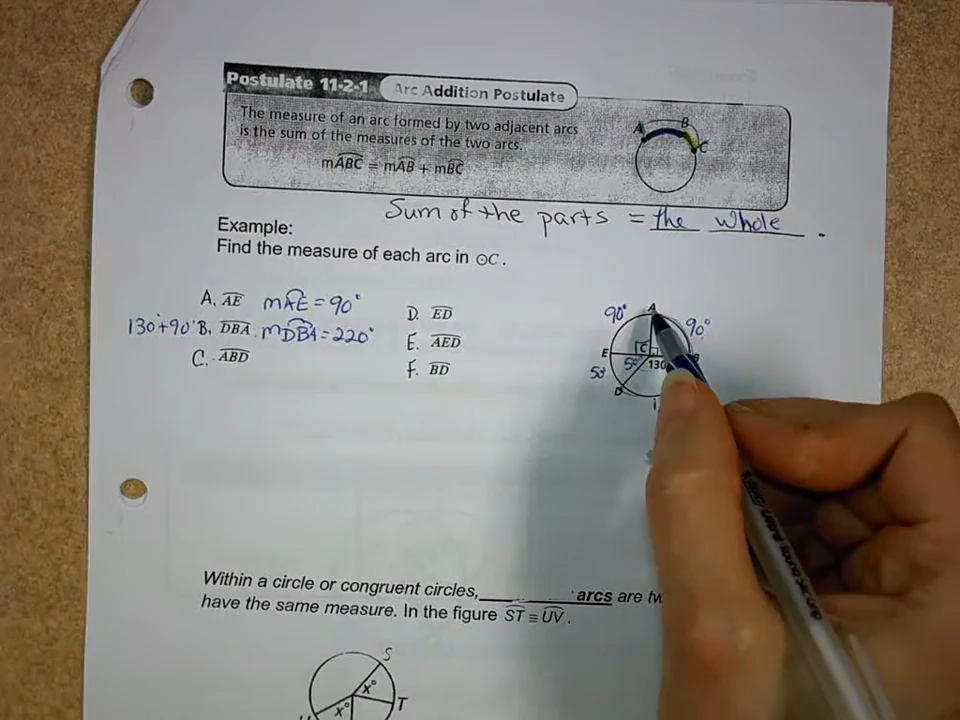 Postulate 11-2-1 Arc Addition Postulate
The measure of an arc formed by two adjacent arcs
is the sum of the measures of the two arcs.
mABC = mAB + mBC
A B C
Sum of the parts = the whole.
Example:
Find the measure of each arc in ⊙C.
A. AE mAE = 90°
130°+90° B. DBA mDBA = 220°
C. ABD
D. ED
E. AED
F. BD
A
90° 90°
E C B
50° 50° 130
D
Within a circle or congruent circles, ____ arcs are
have the same measure. In the figure ST ≅ UV.
S
x°
x° T